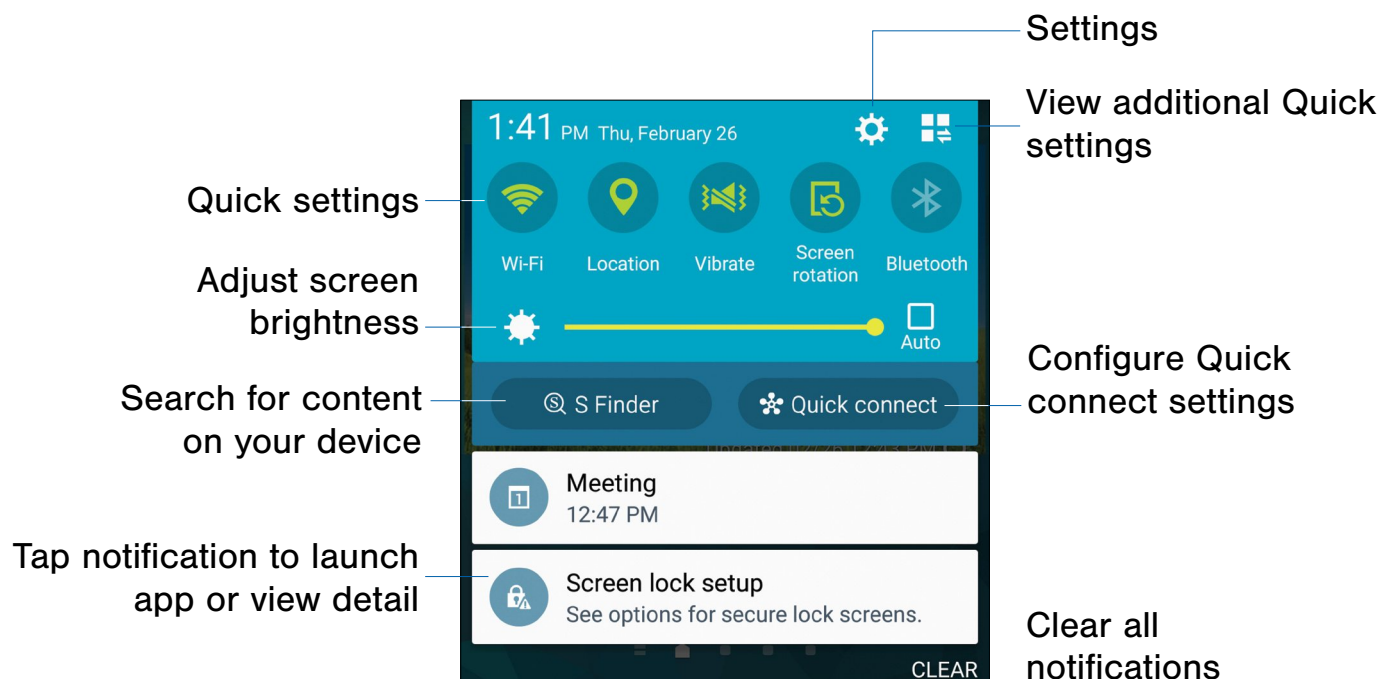 Settings
View additional Quick
settings
1:41 PM Thu, February 26
Quick settings
Wi-Fi
Location
Vibrate
Screen
rotation
Bluetooth
Adjust screen
brightness
Auto
Search for content
on your device
S Finder
Quick connect
Configure Quick
connect settings
Meeting
12:47 PM
1
Tap notification to launch
app or view detail
Screen lock setup
See options for secure lock screens.
CLEAR
Clear all
notifications